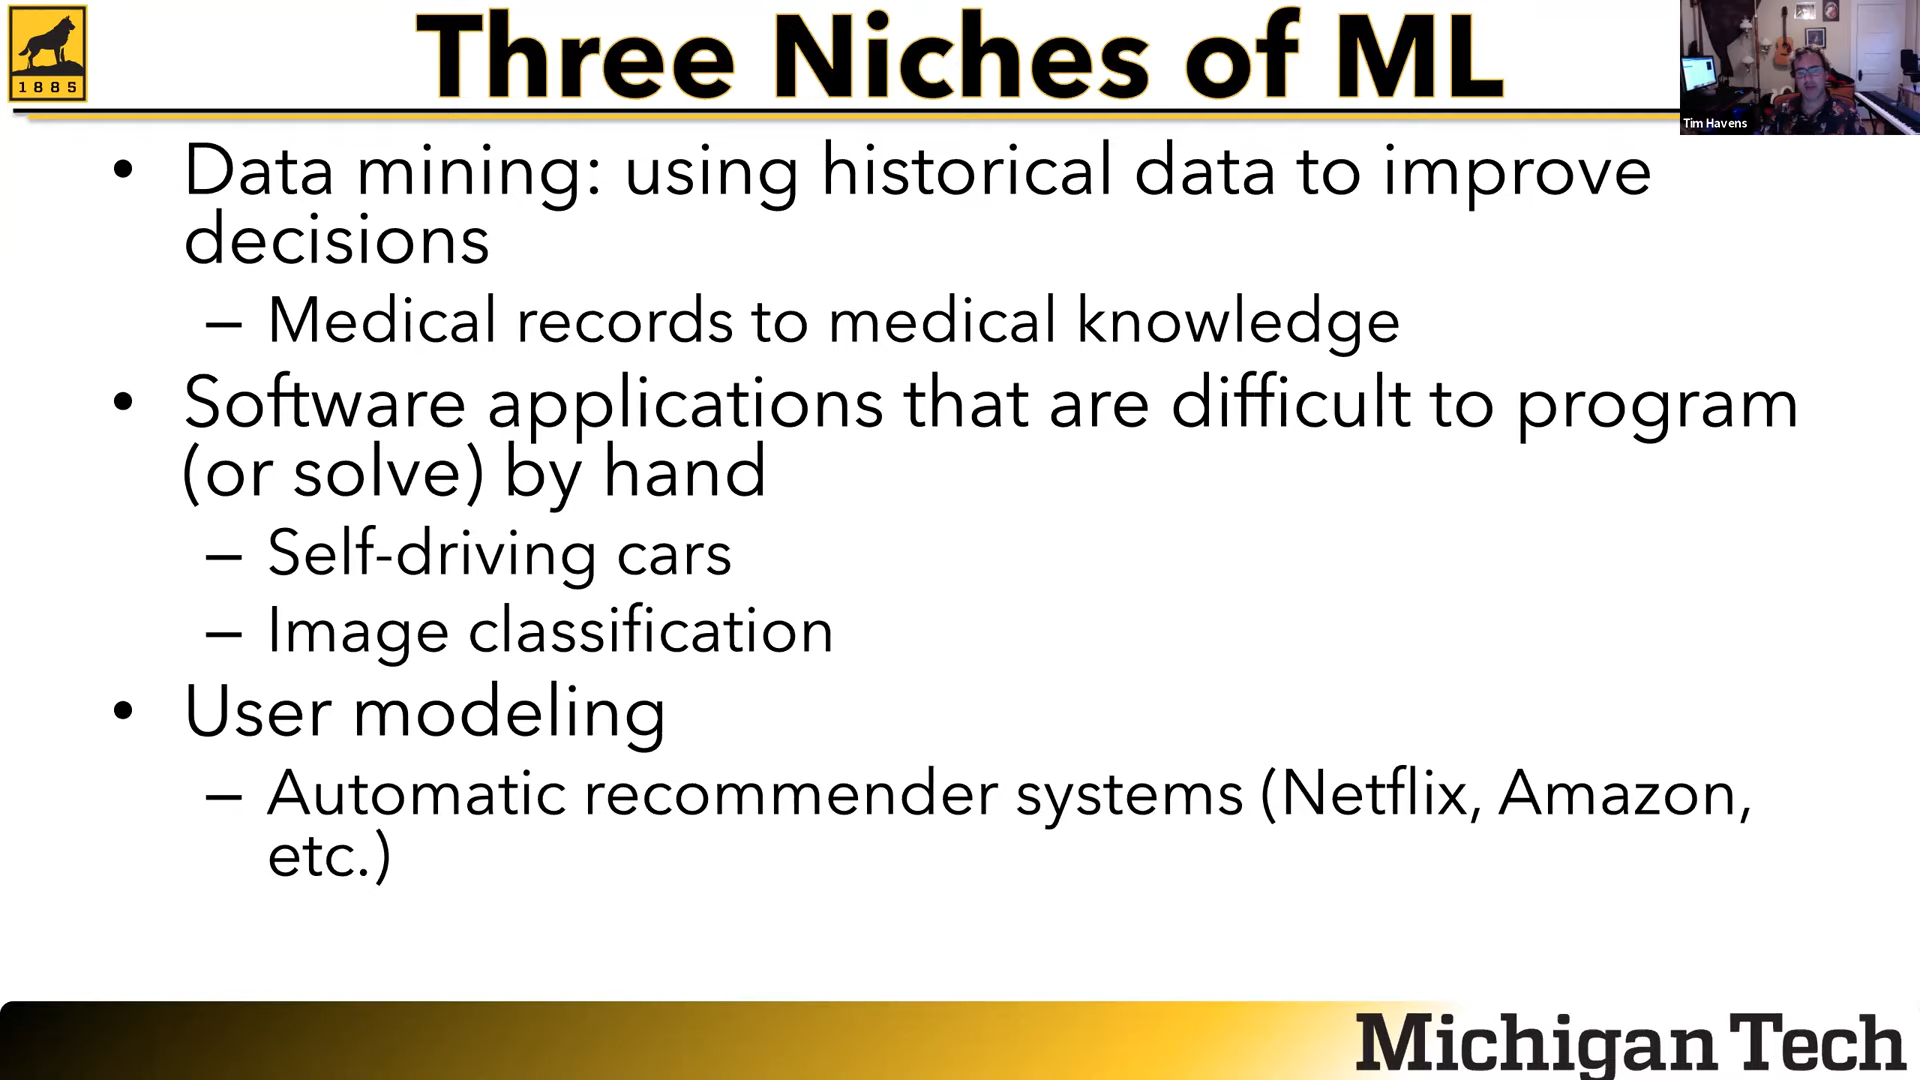 Three Niches of ML
1885
Tim Havens
• Data mining: using historical data to improve
decisions
– Medical records to medical knowledge
• Software applications that are difficult to program
(or solve) by hand
– Self-driving cars
– Image classification
• User modeling
– Automatic recommender systems (Netflix, Amazon,
etc.)
Michigan Tech